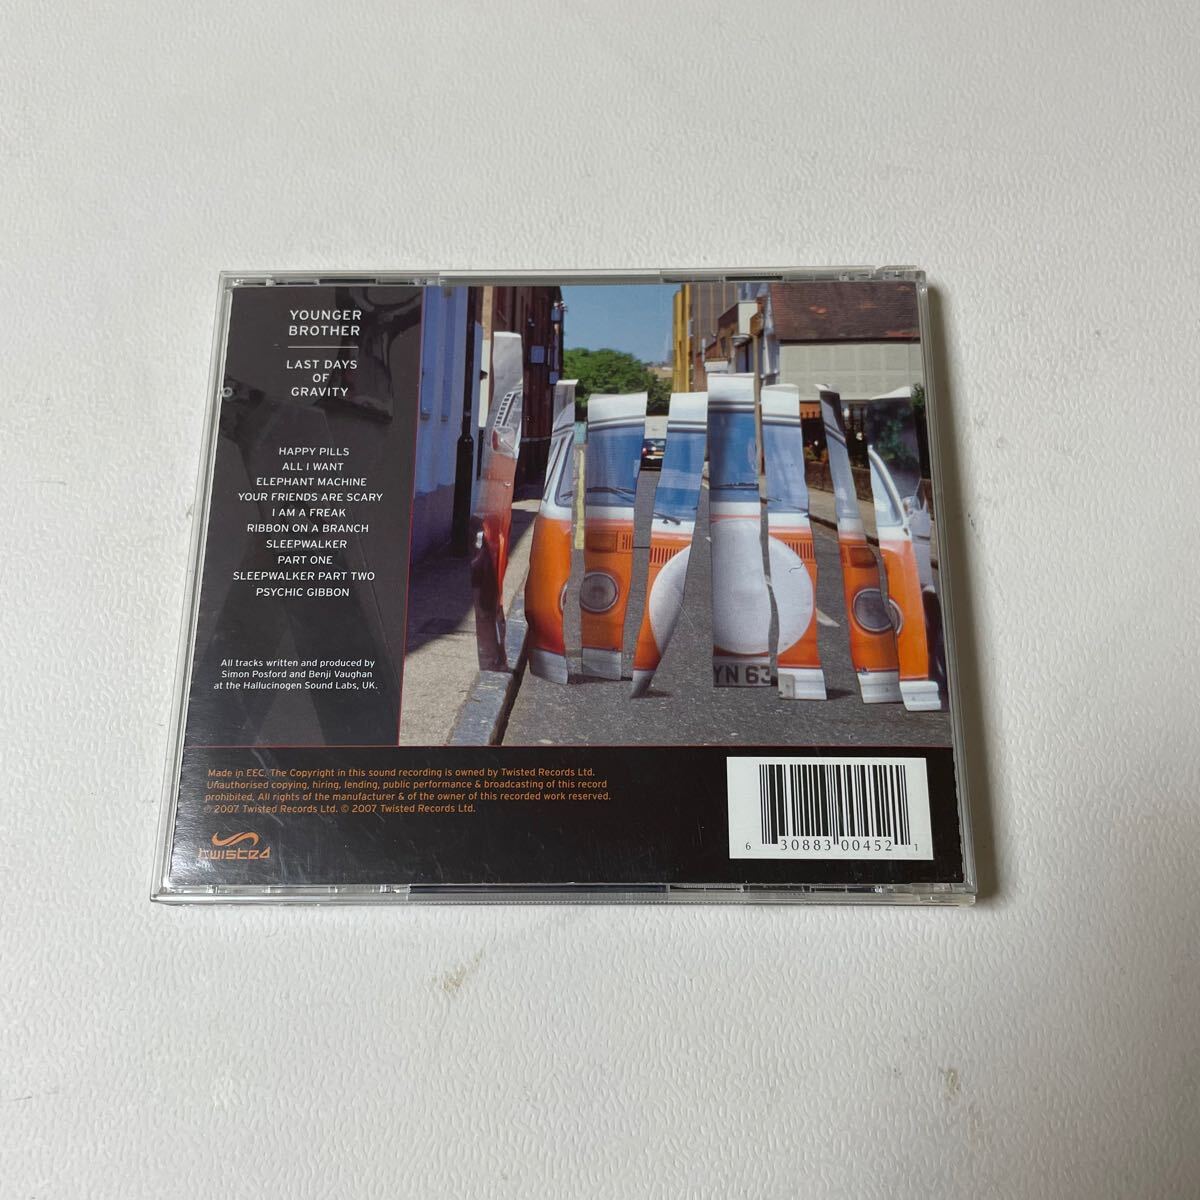 YOUNGER
BROTHER
LAST DAYS
OF
GRAVITY
HAPPY PILLS
ALL I WANT
ELEPHANT MACHINE
YOUR FRIENDS ARE SCARY
I AM A FREAK
RIBBON ON A BRANCH
SLEEPWALKER
PART ONE
SLEEPWALKER PART TWO
PSYCHIC GIBBON
All tracks written and produced by
Simon Posford and Benji Vaughan
at the Hallucinogen Sound Labs, UK.
YN 63
Made in EEC. The Copyright in this sound recording is owned by Twisted Records Ltd.
Unauthorised copying, hiring, lending, public performance & broadcasting of this record
prohibited. All rights of the manufacturer & of the owner of this recorded work reserved.
℗ 2007 Twisted Records Ltd. © 2007 Twisted Records Ltd.
twisted
6 30883 00452 1